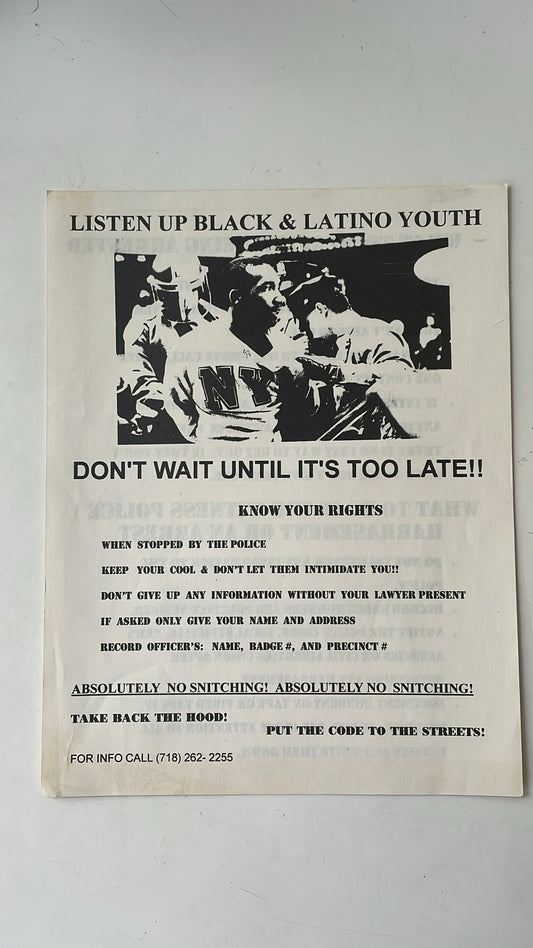 LISTEN UP BLACK & LATINO YOUTH
NY
DON'T WAIT UNTIL IT'S TOO LATE!!
KNOW YOUR RIGHTS
WHEN STOPPED BY THE POLICE
KEEP YOUR COOL & DON'T LET THEM INTIMIDATE YOU!!
DON'T GIVE UP ANY INFORMATION WITHOUT YOUR LAWYER PRESENT
IF ASKED ONLY GIVE YOUR NAME AND ADDRESS
RECORD OFFICER'S: NAME, BADGE #, AND PRECINCT #
ABSOLUTELY NO SNITCHING! ABSOLUTELY NO SNITCHING!
TAKE BACK THE HOOD!
PUT THE CODE TO THE STREETS!
FOR INFO CALL (718) 262- 2255